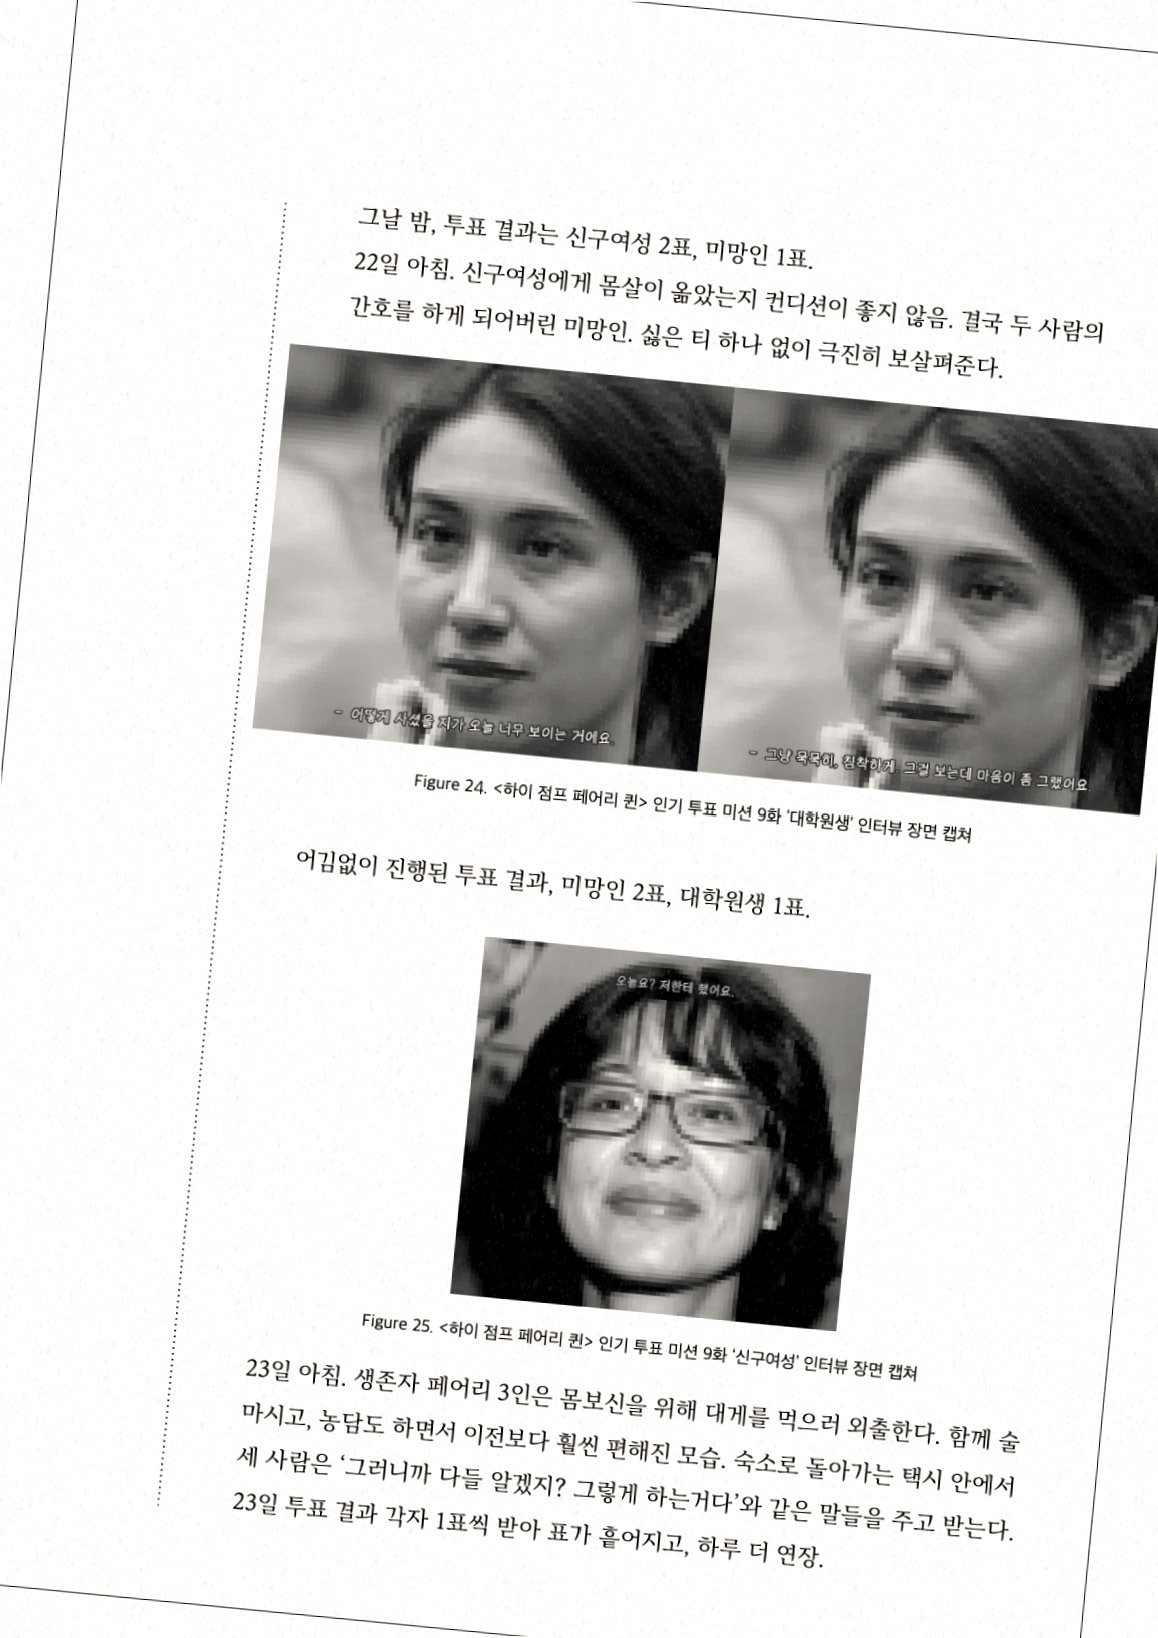 그날 밤, 투표 결과는 신구여성 2표, 미망인 1표.
22일 아침. 신구여성에게 몸살이 옮았는지 컨디션이 좋지 않음. 결국 두 사람의
간호를 하게 되어버린 미망인. 싫은 티 하나 없이 극진히 보살펴준다.
- 어떻게 사셨을 지가 오늘 너무 보이는 거에요.
- 그냥 묵묵히, 침착하게. 그걸 보는데 마음이 좀 그랬어요.
Figure 24. <하이 점프 페어리 퀸> 인기 투표 미션 9화 ‘대학원생’ 인터뷰 장면 캡쳐
어김없이 진행된 투표 결과, 미망인 2표, 대학원생 1표.
오늘요? 저한테 했어요.
Figure 25. <하이 점프 페어리 퀸> 인기 투표 미션 9화 ‘신구여성’ 인터뷰 장면 캡쳐
23일 아침. 생존자 페어리 3인은 몸보신을 위해 대게를 먹으러 외출한다. 함께 술
마시고, 농담도 하면서 이전보다 훨씬 편해진 모습. 숙소로 돌아가는 택시 안에서
세 사람은 ‘그러니까 다들 알겠지? 그렇게 하는거다’와 같은 말들을 주고 받는다.
23일 투표 결과 각자 1표씩 받아 표가 흩어지고, 하루 더 연장.